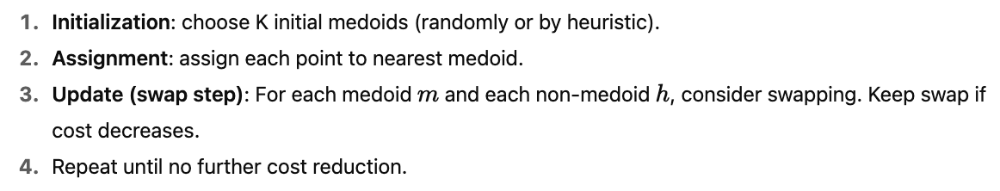 1. Initialization: choose K initial medoids (randomly or by heuristic).
2. Assignment: assign each point to nearest medoid.
3. Update (swap step): For each medoid m and each non-medoid h, consider swapping. Keep swap if
cost decreases.
4. Repeat until no further cost reduction.